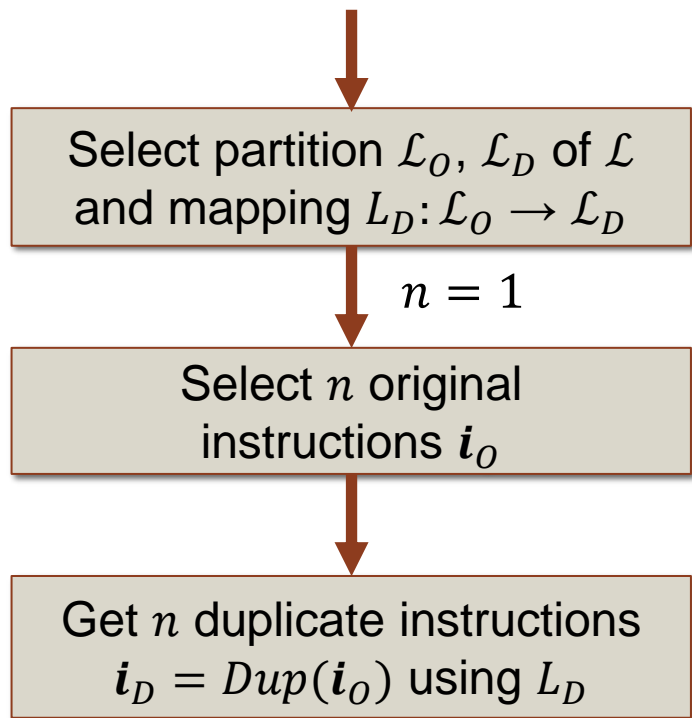 Select partition ℒ_O, ℒ_D of ℒ
and mapping L_D: ℒ_O → ℒ_D
n = 1
Select n original
instructions i_O
Get n duplicate instructions
i_D = Dup(i_O) using L_D